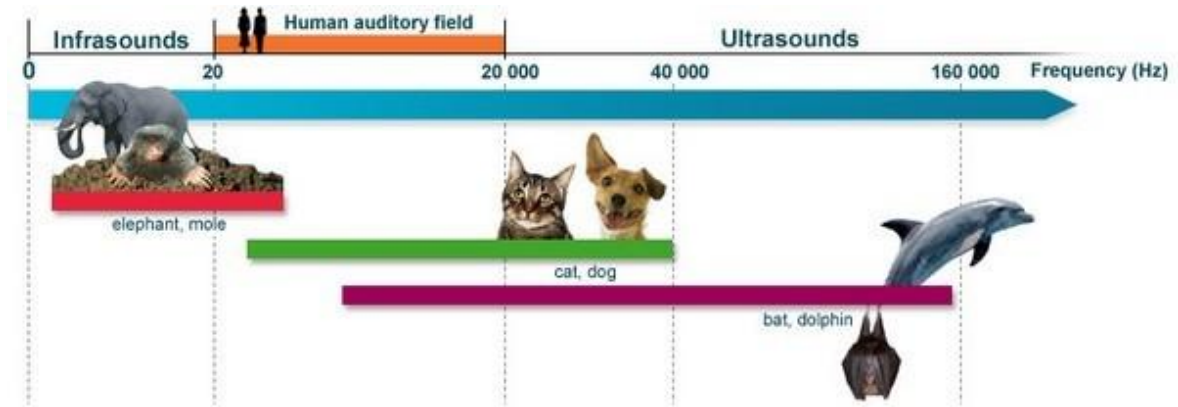 Human auditory field
Infrasounds
Ultrasounds
0 20 20 000 40 000 160 000 Frequency (Hz)
elephant, mole
cat, dog
bat, dolphin